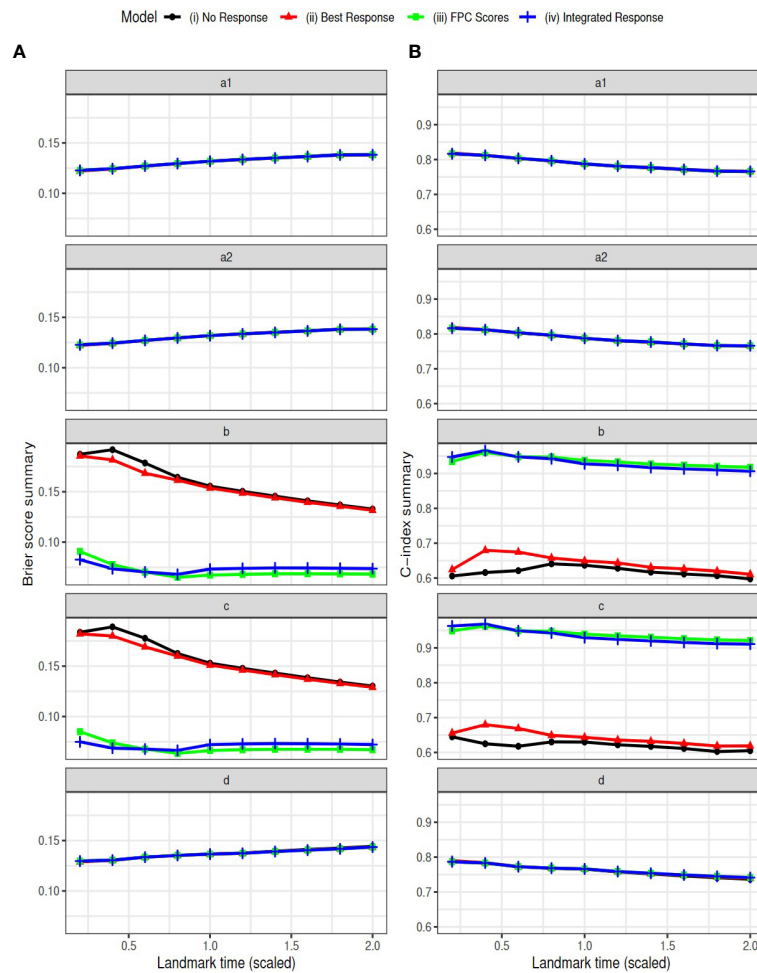 Model (i) No Response (ii) Best Response (iii) FPC Scores (iv) Integrated Response
A
a1
0.15
0.10
a2
0.15
0.10
b
0.15
0.10
c
0.15
0.10
d
0.15
0.10
0.5 1.0 1.5 2.0
Landmark time (scaled)
Brier score summary
B
a1
0.9
0.8
0.7
0.6
a2
0.9
0.8
0.7
0.6
b
0.9
0.8
0.7
0.6
c
0.9
0.8
0.7
0.6
d
0.9
0.8
0.7
0.6
0.5 1.0 1.5 2.0
Landmark time (scaled)
C−index summary